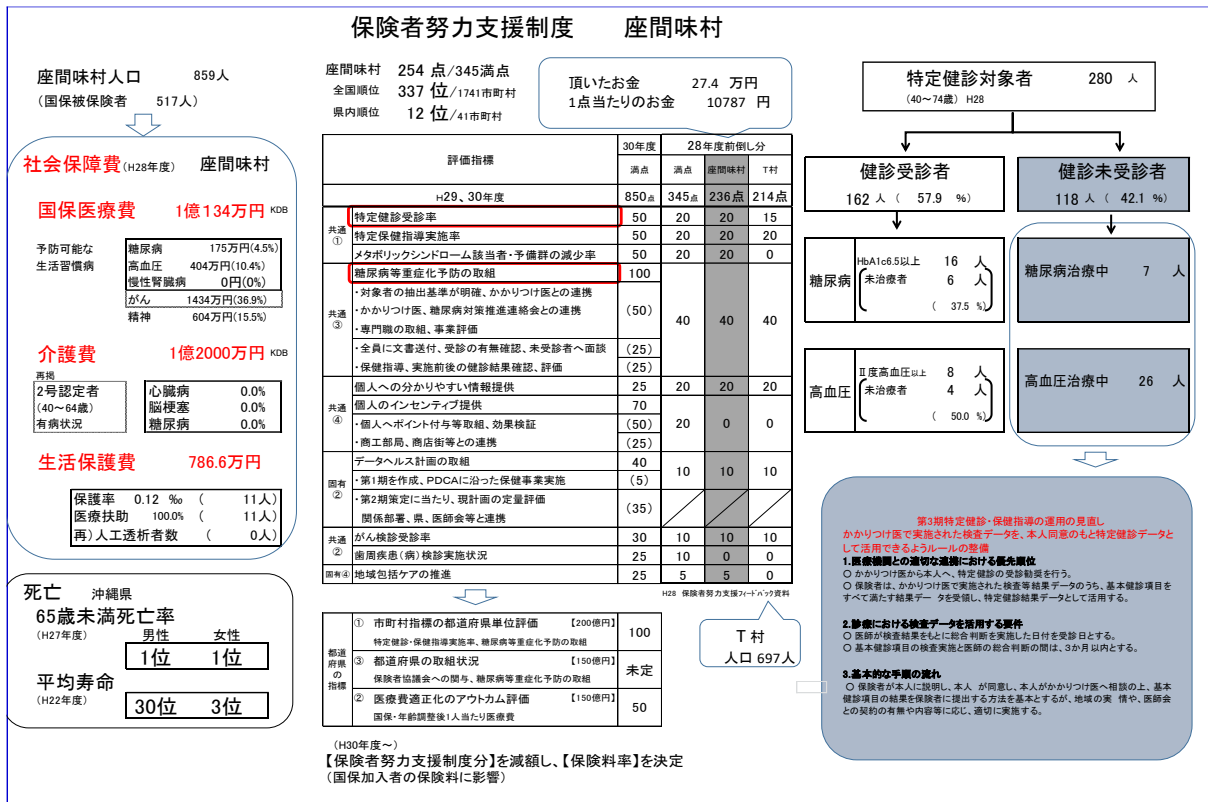 保険者努力支援制度　座間味村
座間味村人口　859人
（国保被保険者　517人）
社会保障費(H28年度)　座間味村
国保医療費　1億134万円 KDB
予防可能な
生活習慣病
糖尿病　175万円(4.5%)
高血圧　404万円(10.4%)
慢性腎臓病　0円(0%)
がん　1434万円(36.9%)
精神　604万円(15.5%)
介護費　1億2000万円 KDB
再掲
2号認定者
(40～64歳)
有病状況
心臓病　0.0%
脳梗塞　0.0%
糖尿病　0.0%
生活保護費　786.6万円
保護率　0.12　‰　（　11人）
医療扶助　100.0%　（　11人）
再）人工透析者数　（　0人）
死亡　沖縄県
65歳未満死亡率
(H27年度)　男性　女性
1位　1位
平均寿命
(H22年度)
30位　3位
座間味村　254 点/345満点
全国順位　337 位/1741市町村
県内順位　12 位/41市町村
頂いたお金　27.4 万円
1点当たりのお金　10787 円
評価指標　30年度　28年度前倒し分
満点　満点　座間味村　T村
H29、30年度　850点　345点　236点　214点
共通①
特定健診受診率　50　20　20　15
特定保健指導実施率　50　20　20　20
メタボリックシンドローム該当者・予備群の減少率　50　20　20　0
共通③
糖尿病等重症化予防の取組　100　40　40　40
・対象者の抽出基準が明確、かかりつけ医との連携
・かかりつけ医、糖尿病対策推進連絡会との連携　(50)
・専門職の取組、事業評価
・全員に文書送付、受診の有無確認、未受診者へ面談　(25)
・保健指導、実施前後の健診結果確認、評価　(25)
共通④
個人への分かりやすい情報提供　25　20　20　20
個人のインセンティブ提供　70　20　0　0
・個人へポイント付与等取組、効果検証　(50)
・商工部局、商店街等との連携　(25)
固有②
データヘルス計画の取組　40　10　10　10
・第1期を作成、PDCAに沿った保健事業実施　(5)
・第2期策定に当たり、現計画の定量評価　(35)
関係部署、県、医師会等と連携
共通②
がん検診受診率　30　10　10　10
歯周疾患（病）検診実施状況　25　10　0　0
固有④　地域包括ケアの推進　25　5　5　0
H28 保険者努力支援ﾌｨｰﾄﾞﾊﾞｯｸ資料
T 村
人口 697人
都道府県の指標
①　市町村指標の都道府県単位評価　【200億円】　100
特定健診・保健指導実施率、糖尿病等重症化予防の取組
③　都道府県の取組状況　【150億円】　未定
保険者協議会への関与、糖尿病等重症化予防の取組
②　医療費適正化のアウトカム評価　【150億円】　50
国保・年齢調整後1人当たり医療費
（H30年度～）
【保険者努力支援制度分】を減額し、【保険料率】を決定
（国保加入者の保険料に影響）
特定健診対象者　280　人
(40～74歳)　H28
健診受診者
162 人 (　57.9　%)
健診未受診者
118 人 (　42.1　%)
糖尿病
HbA1c6.5以上　16　人
未治療者　6　人
(　37.5　%)
糖尿病治療中　7　人
高血圧
Ⅱ度高血圧以上　8　人
未治療者　4　人
(　50.0　%)
高血圧治療中　26　人
第3期特定健診・保健指導の運用の見直し
かかりつけ医で実施された検査データを、本人同意のもと特定健診データと
して活用できるようルールの整備
1.医療機関との適切な連携における優先順位
○ かかりつけ医から本人へ、特定健診の受診勧奨を行う。
○ 保険者は、かかりつけ医で実施された検査等結果データのうち、基本健診項目を
すべて満たす結果デー タを受領し、特定健診結果データとして活用する。
2.診療における検査データを活用する要件
○ 医師が検査結果をもとに総合判断を実施した日付を受診日とする。
○ 基本健診項目の検査実施と医師の総合判断の間は、3か月以内とする。
3.基本的な手順の流れ
○ 保険者が本人に説明し、本人 が同意し、本人がかかりつけ医へ相談の上、基本
健診項目の結果を保険者に提出する方法を基本とするが、地域の実 情や、医師会
との契約の有無や内容等に応じ、適切に実施する。